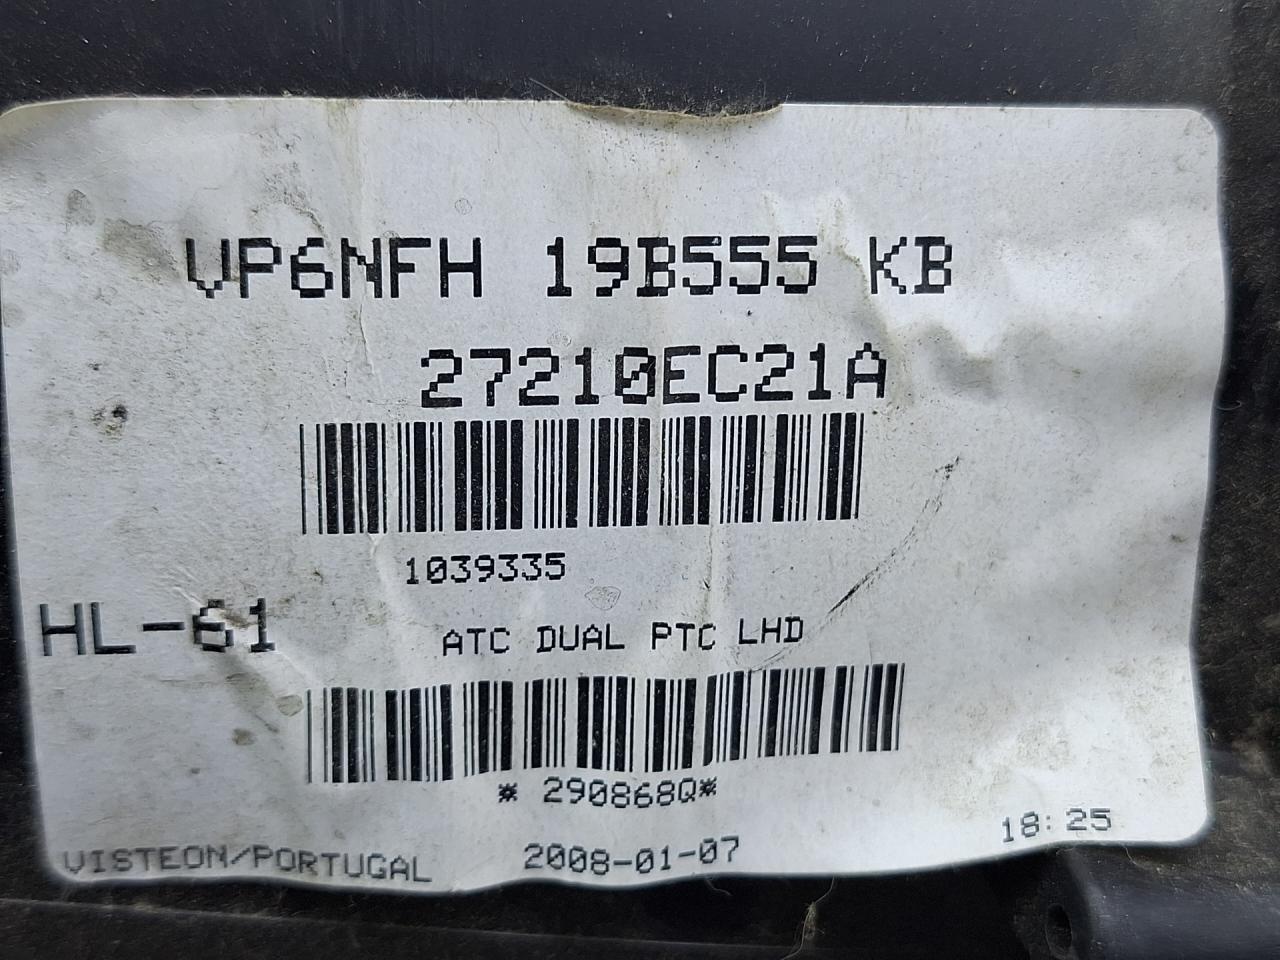 VP6NFH 19B555 KB
27210EC21A
1039335
HL-61
ATC DUAL PTC LHD
* 290868Q*
VISTEON/PORTUGAL 2008-01-07 18:25